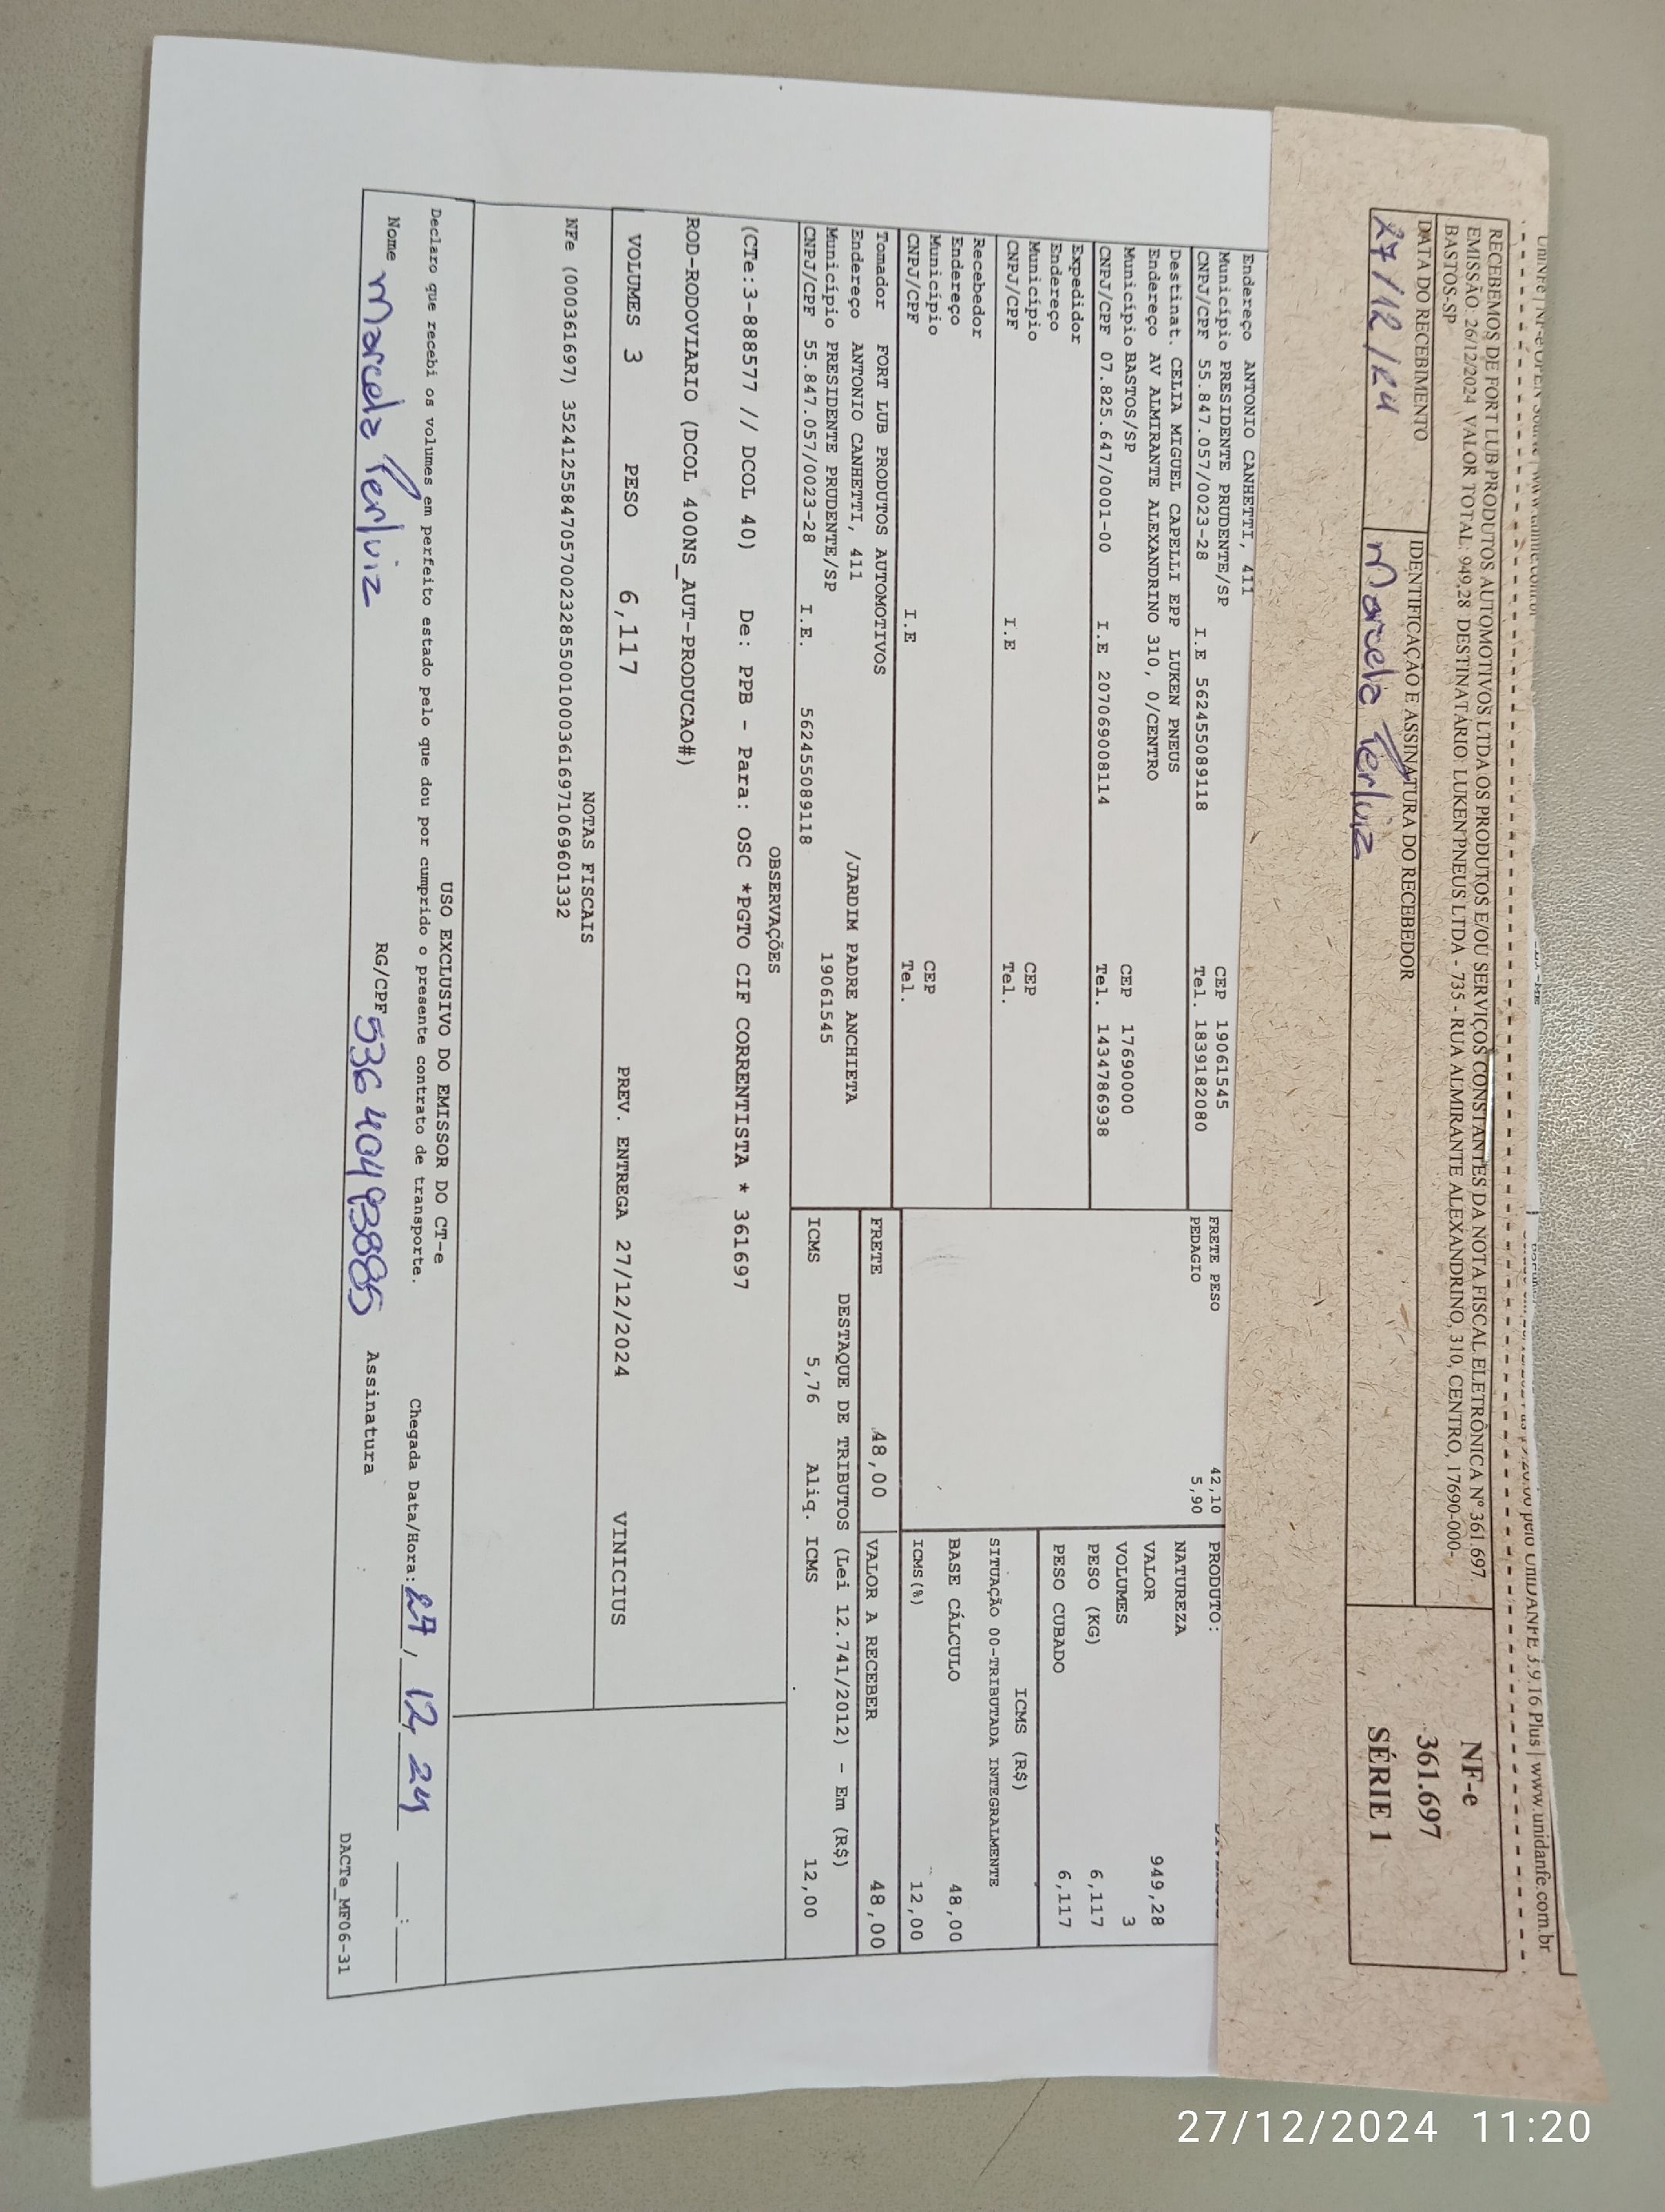 RECEBEMOS DE FORT LUB PRODUTOS AUTOMOTIVOS LTDA OS PRODUTOS E/OU SERVIÇOS CONSTANTES DA NOTA FISCAL ELETRÔNICA Nº 361.697.
EMISSÃO: 26/12/2024 VALOR TOTAL: 949,28 DESTINATÁRIO: LUKENPNEUS LTDA - 735 - RUA ALMIRANTE ALEXANDRINO, 310, CENTRO, 17690-000-
BASTOS-SP
NF-e
361.697
SÉRIE 1
DATA DO RECEBIMENTO
IDENTIFICAÇÃO E ASSINATURA DO RECEBEDOR
27/12/24
Marcela Perluiz
Endereço ANTONIO CANHETTI, 411
Município PRESIDENTE PRUDENTE/SP CEP 19061545
CNPJ/CPF 55.847.057/0023-28 I.E 562455089118 Tel. 1839182080
Destinat. CELIA MIGUEL CAPELLI EPP LUKEN PNEUS
Endereço AV ALMIRANTE ALEXANDRINO 310, 0/CENTRO
Município BASTOS/SP CEP 17690000
CNPJ/CPF 07.825.647/0001-00 I.E 207069008114 Tel. 1434786938
Expedidor
Endereço
Município CEP
CNPJ/CPF I.E Tel.
Recebedor
Endereço
Município CEP
CNPJ/CPF I.E Tel.
Tomador FORT LUB PRODUTOS AUTOMOTIVOS
Endereço ANTONIO CANHETTI, 411 /JARDIM PADRE ANCHIETA
Município PRESIDENTE PRUDENTE/SP 19061545
CNPJ/CPF 55.847.057/0023-28 I.E. 562455089118
FRETE PESO 42,10
PEDAGIO 5,90
PRODUTO:
NATUREZA
VALOR 949,28
VOLUMES 3
PESO (KG) 6,117
PESO CUBADO 6,117
ICMS (R$)
SITUAÇÃO 00-TRIBUTADA INTEGRALMENTE
BASE CÁLCULO 48,00
ICMS(%) 12,00
FRETE 48,00
VALOR A RECEBER 48,00
DESTAQUE DE TRIBUTOS (Lei 12.741/2012) - Em (R$)
ICMS 5,76 Aliq. ICMS 12,00
OBSERVAÇÕES
(CTe:3-888577 // DCOL 40) De: PPB - Para: OSC *PGTO CIF CORRENTISTA * 361697
ROD-RODOVIARIO (DCOL 400NS_AUT-PRODUCAO#)
VOLUMES 3 PESO 6,117 PREV. ENTREGA 27/12/2024 VINICIUS
NOTAS FISCAIS
NFe (000361697) 35241255847057002328550010003616971069601332
USO EXCLUSIVO DO EMISSOR DO CT-e
Declaro que recebi os volumes em perfeito estado pelo que dou por cumprido o presente contrato de transporte.
Chegada Data/Hora: 27, 12, 24 :
Nome Marcela Perluiz RG/CPF 53640493885 Assinatura
DACTe_MF06-31
27/12/2024 11:20